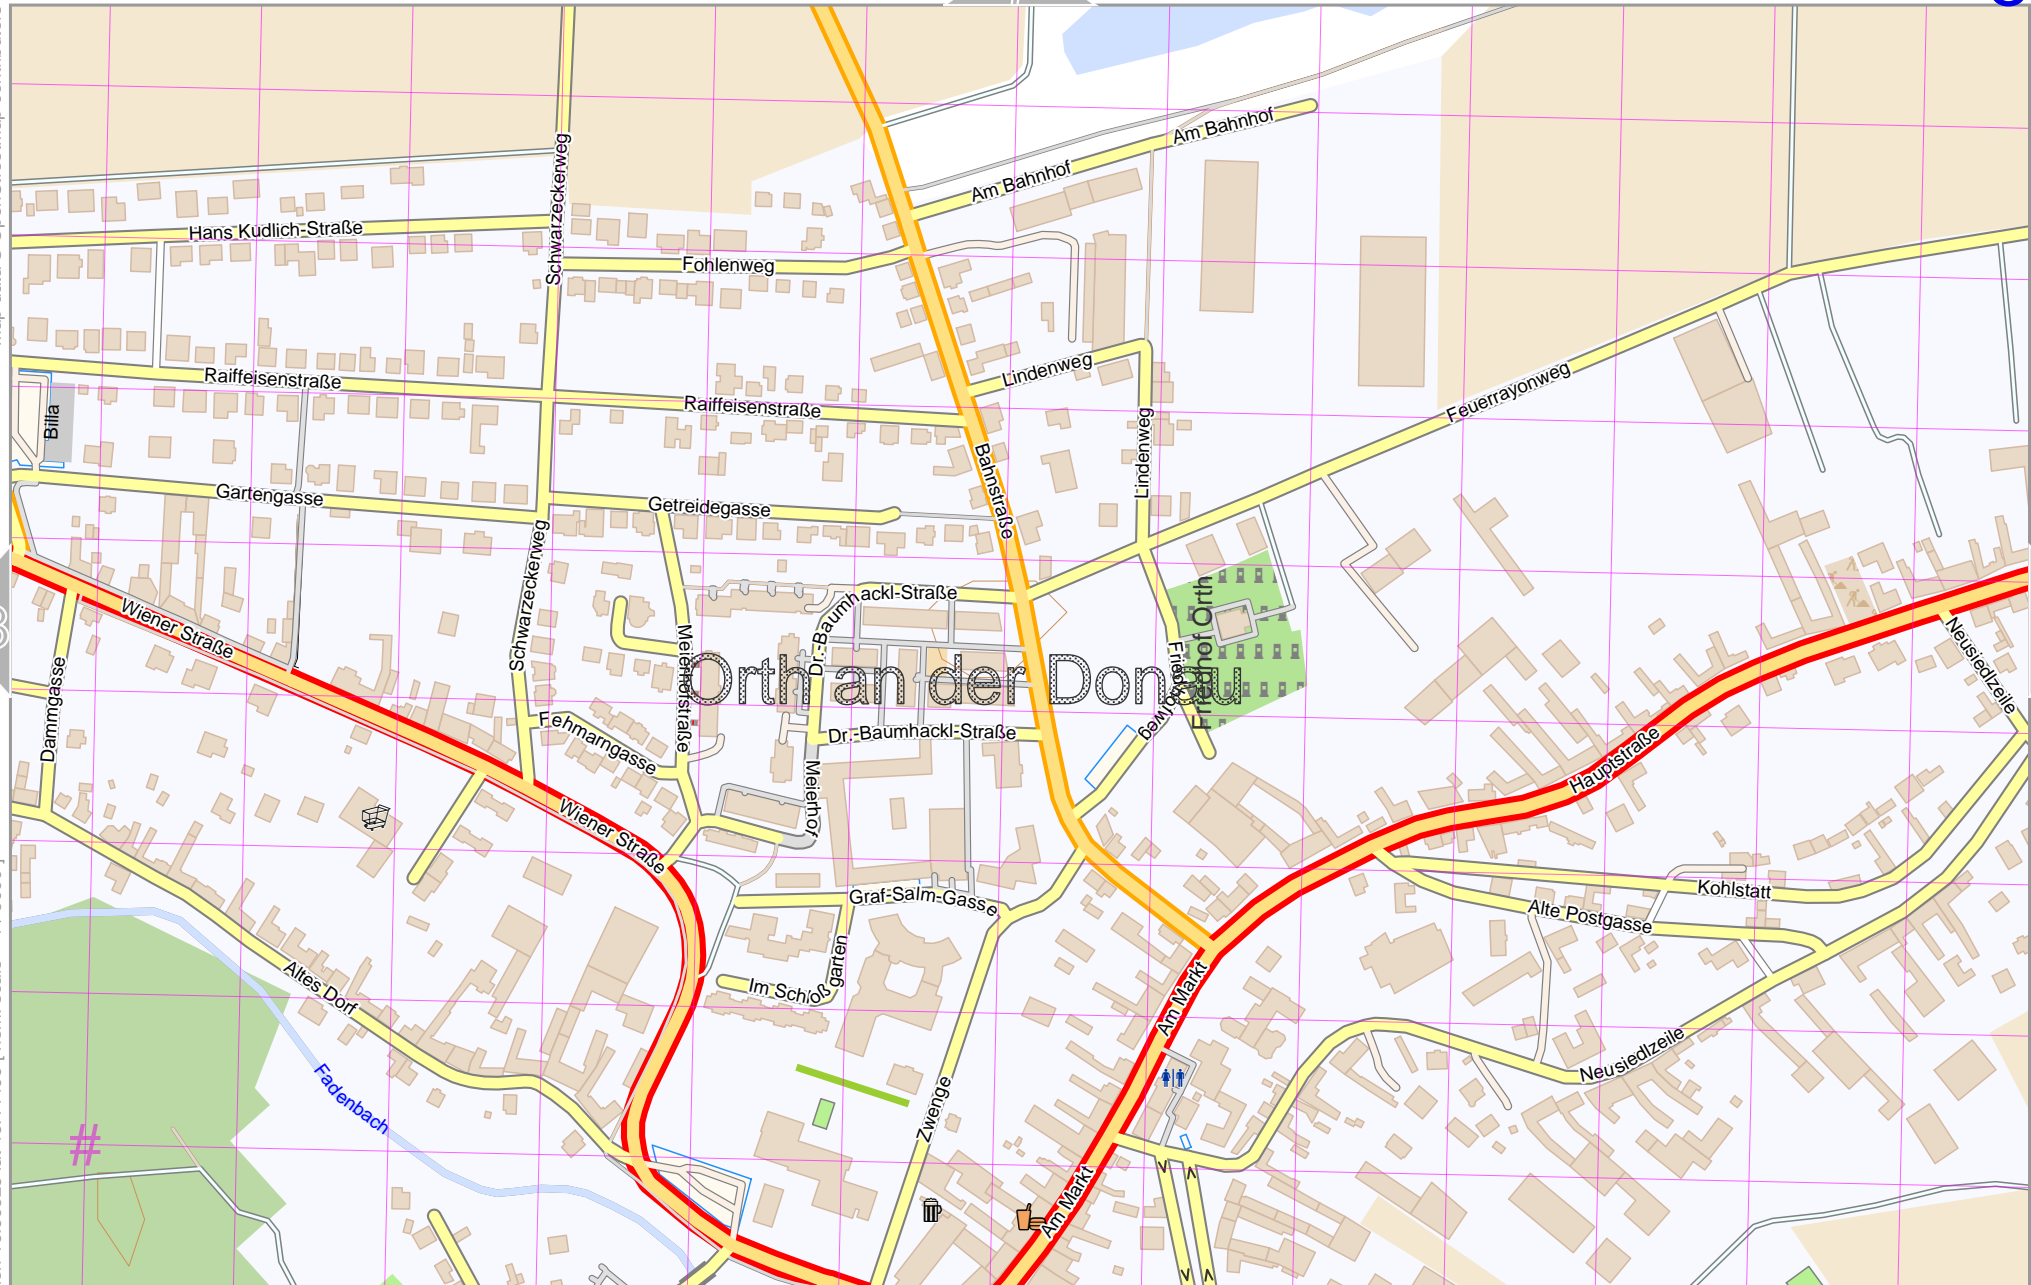 Am Bahnhof
Am Bahnhof
Schwarzeckerweg
Hans Kudlich-Straße
Fohlenweg
Raiffeisenstraße
Raiffeisenstraße
Lindenweg
Feuerrayonweg
Billa
Lindenweg
Bahnstraße
Gartengasse
Getreidegasse
Schwarzeckerweg
Wiener Straße
Dr.-Baumhackl-Straße
Friedhof Orth
Friedhofweg
Meierhofstraße
Orth an der Donau
Neusiedlzeile
Dammgasse
Fehmarngasse
Dr.-Baumhackl-Straße
Hauptstraße
Meierhof
Wiener Straße
Graf-Salm-Gasse
Kohlstatt
Alte Postgasse
Altes Dorf
Im Schloßgarten
Am Markt
Neusiedlzeile
Fadenbach
Zwenge
#
Am Markt